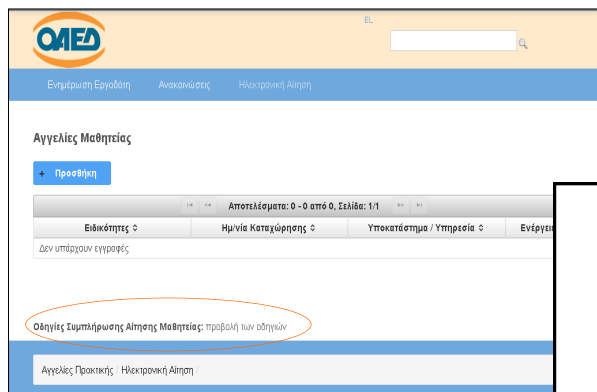 EL
ΟΑΕΔ
Ενημέρωση Εργοδότη Ανακοινώσεις Ηλεκτρονική Αίτηση
Αγγελίες Μαθητείας
+ Προσθήκη
Αποτελέσματα: 0 - 0 από 0, Σελίδα: 1/1
Ειδικότητες Ημ/νία Καταχώρησης Υποκατάστημα / Υπηρεσία Ενέργει
Δεν υπάρχουν εγγραφές
Οδηγίες Συμπλήρωσης Αίτησης Μαθητείας: προβολή των οδηγιών
Αγγελίες Πρακτικής / Ηλεκτρονική Αίτηση /